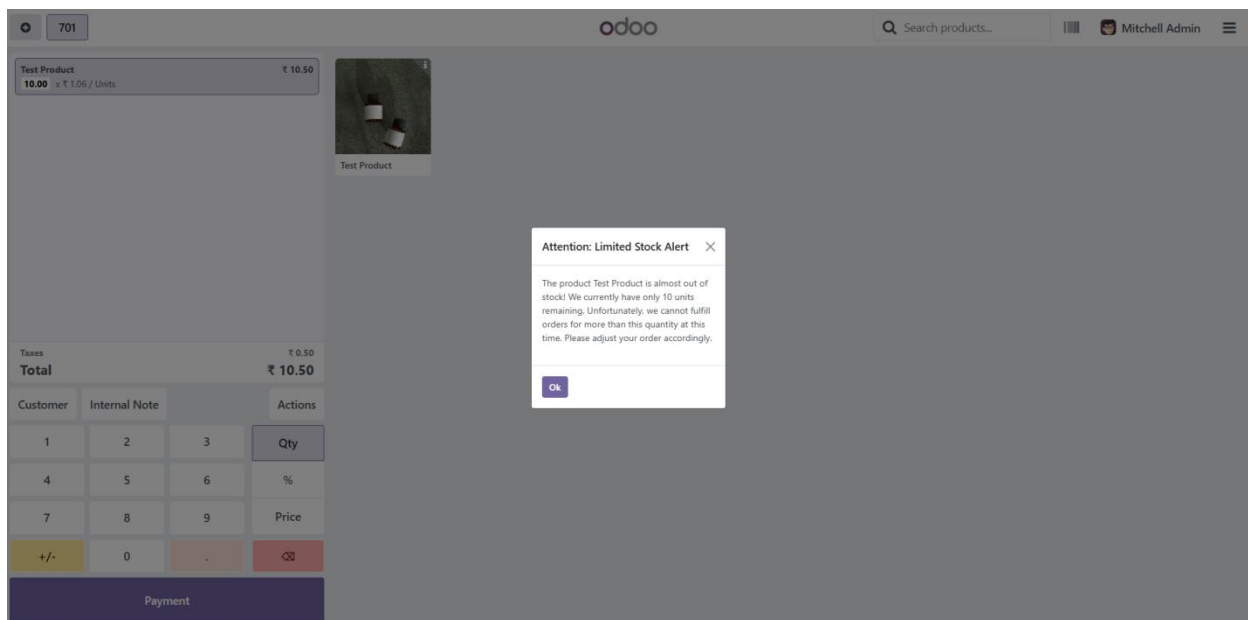 701
odoo
Search products...
Mitchell Admin
Test Product ₹ 10.50
10.00 x ₹ 1.06 / Units
Test Product
Attention: Limited Stock Alert
The product Test Product is almost out of
stock! We currently have only 10 units
remaining. Unfortunately, we cannot fulfill
orders for more than this quantity at this
time. Please adjust your order accordingly.
Ok
Taxes ₹ 0.50
Total ₹ 10.50
Customer Internal Note Actions
1 2 3 Qty
4 5 6 %
7 8 9 Price
+/- 0 .
Payment